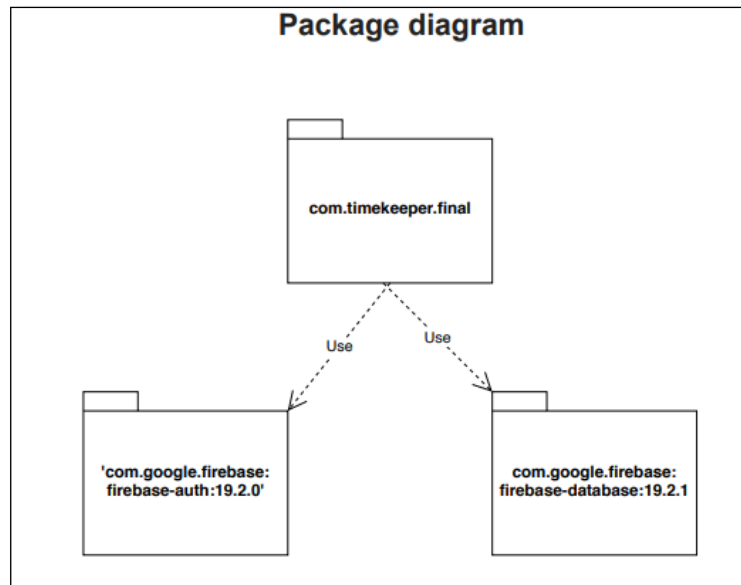 Package diagram
com.timekeeper.final
Use
Use
'com.google.firebase:
firebase-auth:19.2.0'
com.google.firebase:
firebase-database:19.2.1